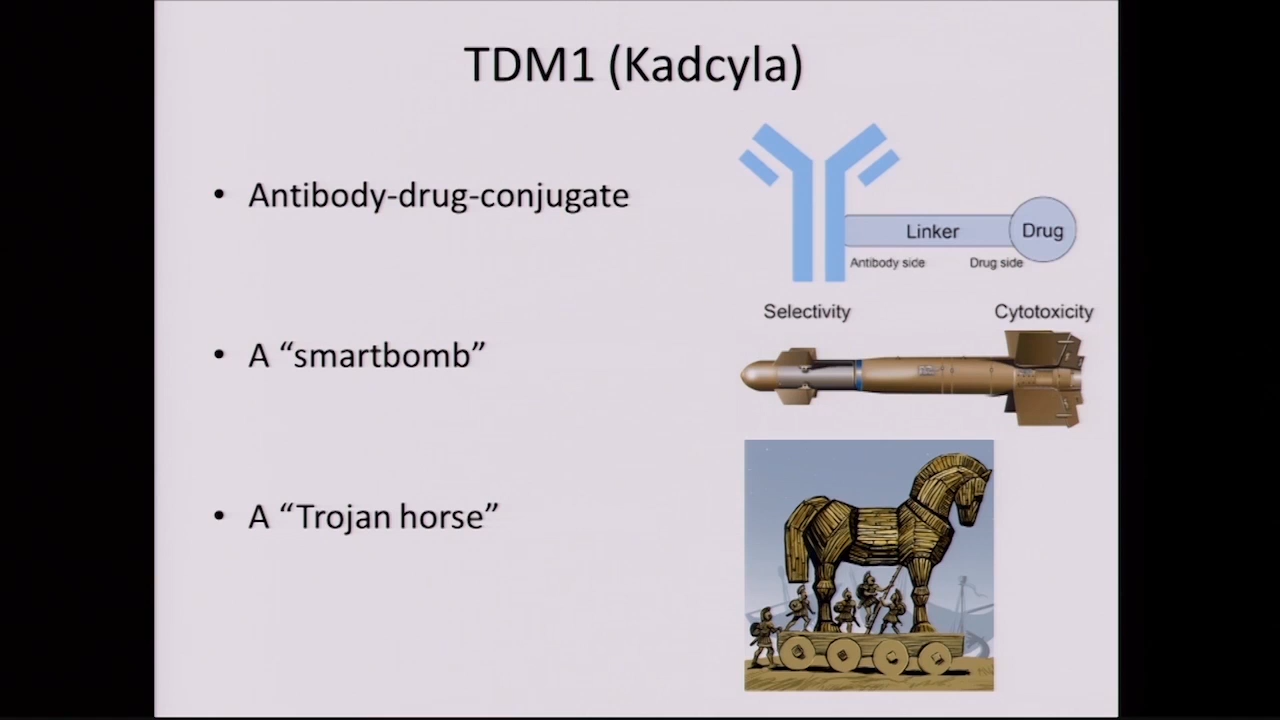 TDM1 (Kadcyla)
• Antibody-drug-conjugate
Linker
Drug
Antibody side
Drug side
Selectivity
Cytotoxicity
• A “smartbomb”
• A “Trojan horse”